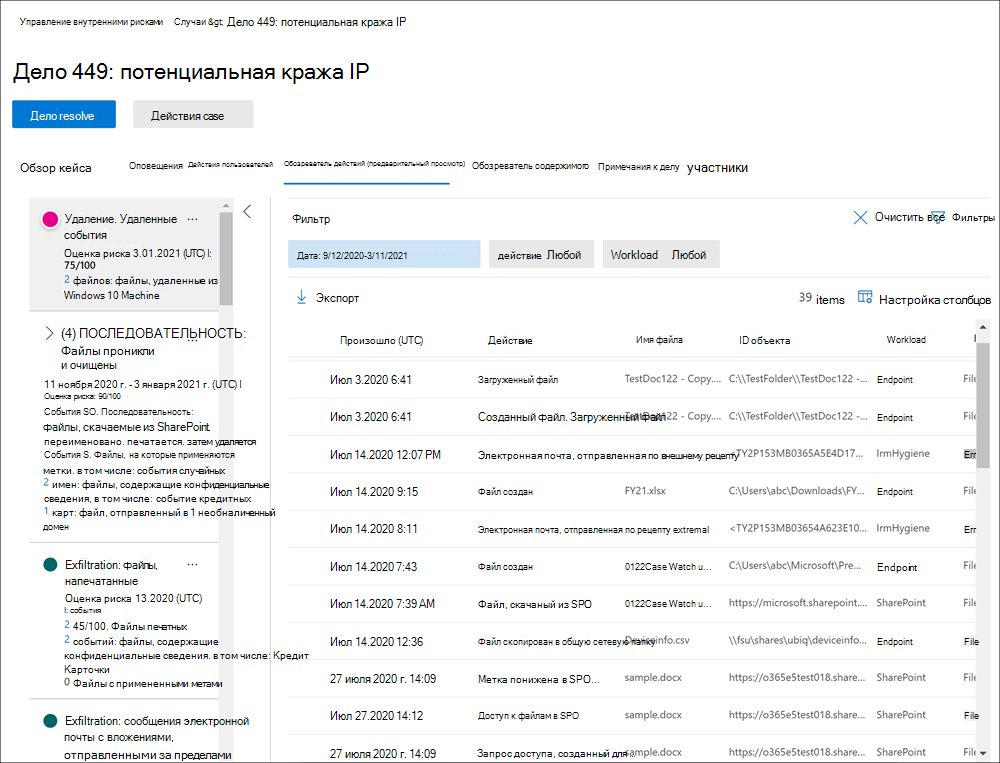 Управление внутренними рисками Случаи &gt; Дело 449: потенциальная кража IP
Дело 449: потенциальная кража IP
Дело resolve Действия case
Обзор кейса Оповещения Действия пользователей Обозреватель действий (предварительный просмотр) Обозреватель содержимого Примечания к делу участники
Удаление. Удаленные ...
события
Оценка риска 3.01.2021 (UTC) I:
75/100
2 файлов: файлы, удаленные из
Windows 10 Machine
(4) ПОСЛЕДОВАТЕЛЬНОСТЬ:
Файлы проникли ...
и очищены
11 ноября 2020 г. - 3 января 2021 г. (UTC) I
Оценка риска: 90/100
События SO. Последовательность:
файлы, скачиваемые из SharePoint.
переименовано. печатается. затем удаляется
События S. Файлы, на которые применяются
метки. в том числе: события случайных
2 имен: файлы, содержащие конфиденциальные
сведения, в том числе: событие кредитных
1 карт: файл, отправленный в 1 необналиченный
домен
Exfiltration: файлы, ...
напечатанные
Оценка риска 13.2020 (UTC)
I: события
2 45/100. Файлы печатных
2 событий: файлы, содержащие
конфиденциальные сведения. в том числе: Кредит
Карточки
0 Файлы с примененными метами
Exfiltration: сообщения электронной
почты с вложениями,
отправленными за пределами
Фильтр Очистить все Фильтры
Дата: 9/12/2020-3/11/2021 действие Любой Workload Любой
Экспорт 39 items Настройка столбцов
Произошло (UTC) Действие Имя файла ID объекта Workload
Июл 3.2020 6:41 Загруженный файл TestDoc122 - Copy.... C:\\TestFolder\\TestDoc122 -... Endpoint File
Июл 3.2020 6:41 Созданный файл. Загруженный файл TestDoc122 - Copy.... C:\\TestFolder\\TestDoc122 -... Endpoint File
Июл 14.2020 12:07 PM Электронная почта, отправленная по внешнему рецепту <TY2P153MB0365A5E4D17... IrmHygiene Em
Июл 14.2020 9:15 Файл создан FY21.xlsx C:\Users\abc\Downloads\FY... Endpoint File
Июл 14.2020 8:11 Электронная почта, отправленная по рецепту extremal <TY2P153MB03654A623E10... IrmHygiene Em
Июл 14.2020 7:43 Файл создан 0122Case Watch u... C:\Users\abc\Microsoft\Pre... Endpoint File
Июл 14.2020 7:39 AM Файл, скачаный из SPO 0122Case Watch u... https://microsoft.sharepoint.... SharePoint File
Июл 14.2020 12:36 Файл скопирован в общую сетевую папку Deviceinfo.csv \\fsu\shares\ubiq\deviceinfo... Endpoint File
27 июля 2020 г. 14:09 Метка понижена в SPO... sample.docx https://o365e5test018.share... SharePoint File
Июл 27.2020 14:12 Доступ к файлам в SPO sample.docx https://o365e5test018.share... SharePoint File
27 июля 2020 г. 14:09 Запрос доступа, созданный для... sample.docx https://o365e5test018.share... SharePoint File